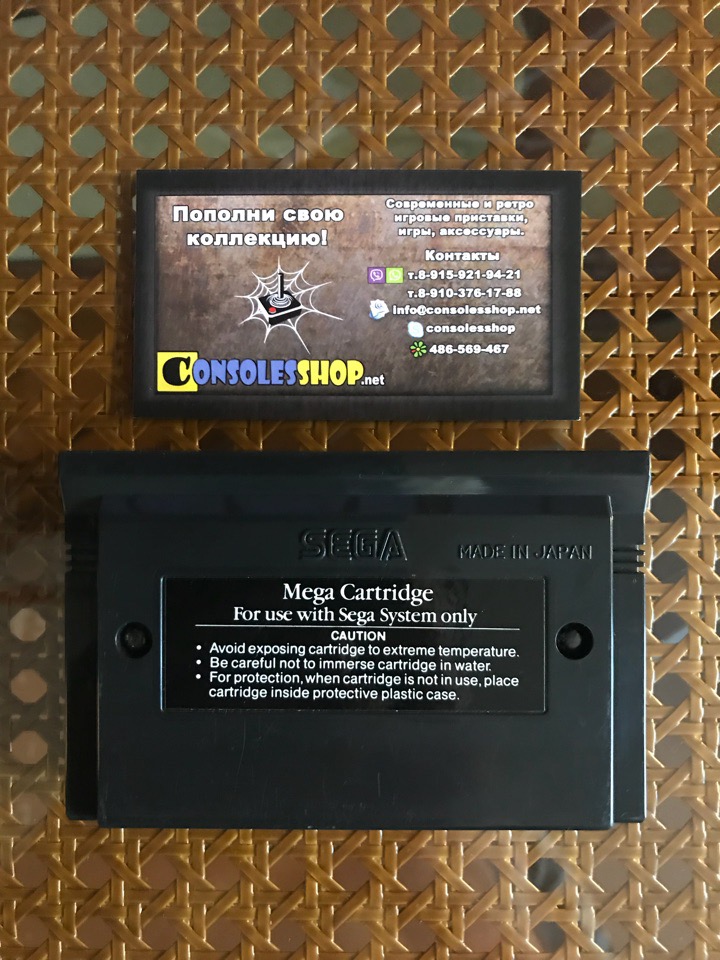 Пополни свою
коллекцию!
CONSOLESSHOP.net
Современные и ретро
игровые приставки,
игры, аксессуары.
Контакты
т.8-915-921-94-21
т.8-910-376-17-88
info@consolesshop.net
consolesshop
486-569-467
SEGA
MADE IN JAPAN
Mega Cartridge
For use with Sega System only
CAUTION
• Avoid exposing cartridge to extreme temperature.
• Be careful not to immerse cartridge in water.
• For protection, when cartridge is not in use, place
cartridge inside protective plastic case.